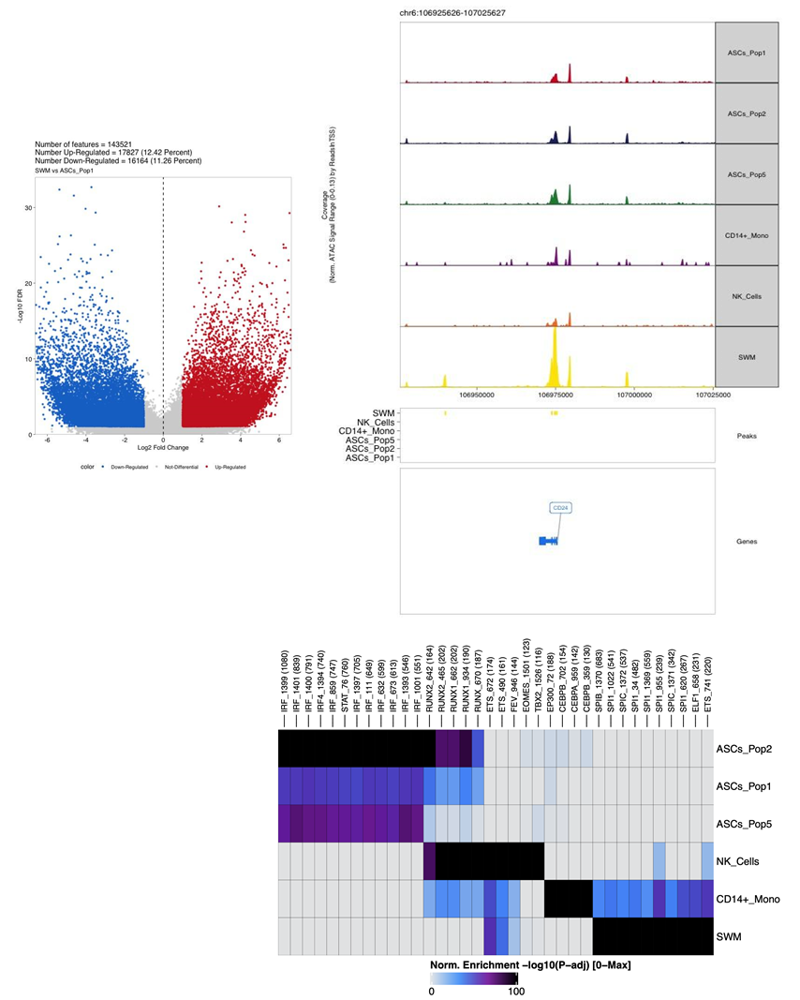 chr6:106925626-107025627
Number of features = 143521
Number Up-Regulated = 17827 (12.42 Percent)
Number Down-Regulated = 16164 (11.26 Percent)
SWM vs ASCs_Pop1
-Log10 FDR
30
20
10
0
-6 -4 -2 0 2 4 6
Log2 Fold Change
color Down-Regulated Not-Differential Up-Regulated
Coverage
(Norm. ATAC Signal Range (0-0.13) by ReadsInTSS)
ASCs_Pop1
ASCs_Pop2
ASCs_Pop5
CD14+_Mono
NK_Cells
SWM
106950000 106975000 107000000 107025000
SWM
NK_Cells
CD14+_Mono
ASCs_Pop5
ASCs_Pop2
ASCs_Pop1
Peaks
CD24
Genes
IRF_1399 (1080)
IRF_1401 (839)
IRF_1400 (791)
IRF4_1394 (740)
IRF_859 (747)
STAT_76 (760)
IRF_1397 (705)
IRF_111 (649)
IRF_632 (599)
IRF_673 (613)
IRF_1393 (546)
IRF_1001 (551)
RUNX2_642 (164)
RUNX2_465 (202)
RUNX1_662 (202)
RUNX1_934 (190)
RUNX_670 (187)
ETS_672 (174)
ETS_490 (161)
FEV_946 (144)
EOMES_1501 (123)
TBX2_1526 (116)
EP300_72 (188)
CEBPB_702 (154)
CEBPA_959 (142)
CEBPB_359 (130)
SPIB_1370 (683)
SPI1_1022 (541)
SPIC_1372 (537)
SPI1_34 (482)
SPI1_1369 (559)
SPI1_955 (239)
SPIC_1371 (342)
SPI1_620 (267)
ELF1_658 (231)
ETS_741 (220)
ASCs_Pop2
ASCs_Pop1
ASCs_Pop5
NK_Cells
CD14+_Mono
SWM
Norm. Enrichment −log10(P−adj) [0−Max]
0 100